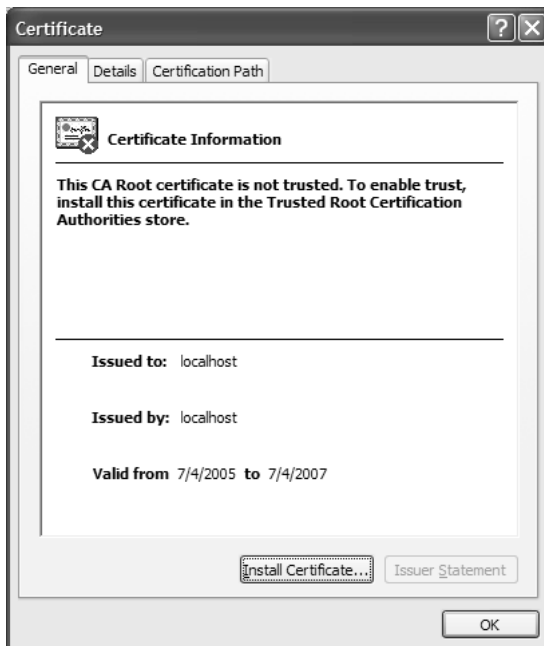 Certificate
General Details Certification Path
Certificate Information
This CA Root certificate is not trusted. To enable trust,
install this certificate in the Trusted Root Certification
Authorities store.
Issued to: localhost
Issued by: localhost
Valid from 7/4/2005 to 7/4/2007
Install Certificate... Issuer Statement
OK